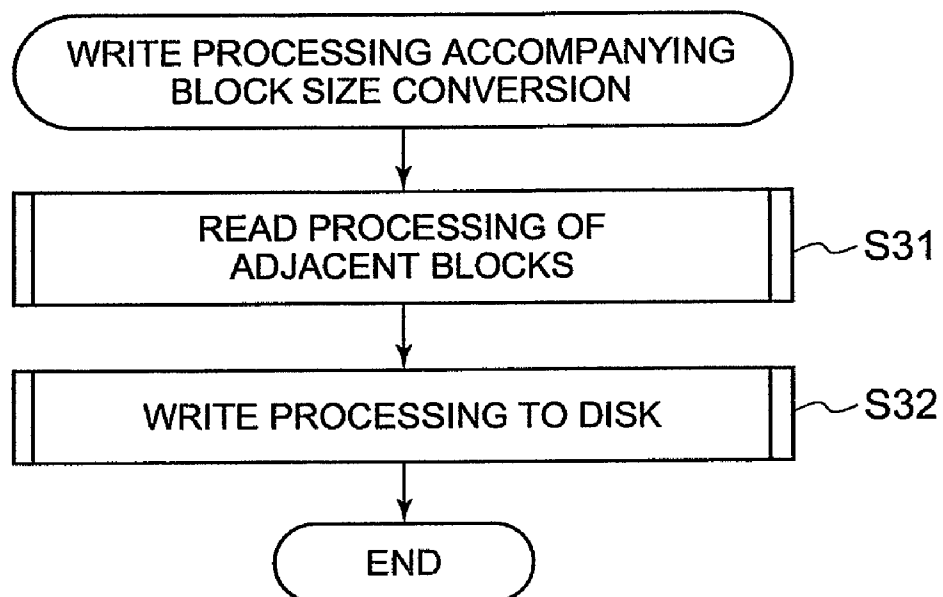 WRITE PROCESSING ACCOMPANYING
BLOCK SIZE CONVERSION
READ PROCESSING OF
ADJACENT BLOCKS
S31
WRITE PROCESSING TO DISK
S32
END